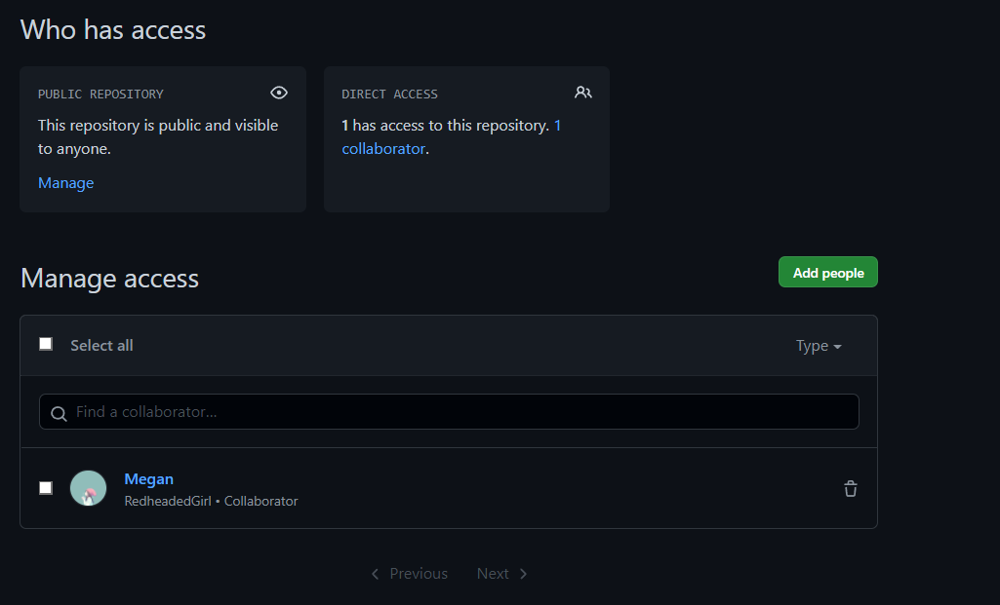 Who has access
PUBLIC REPOSITORY
This repository is public and visible
to anyone.
Manage
DIRECT ACCESS
1 has access to this repository. 1
collaborator.
Manage access
Add people
Select all
Type
Find a collaborator...
Megan
RedheadedGirl • Collaborator
Previous
Next